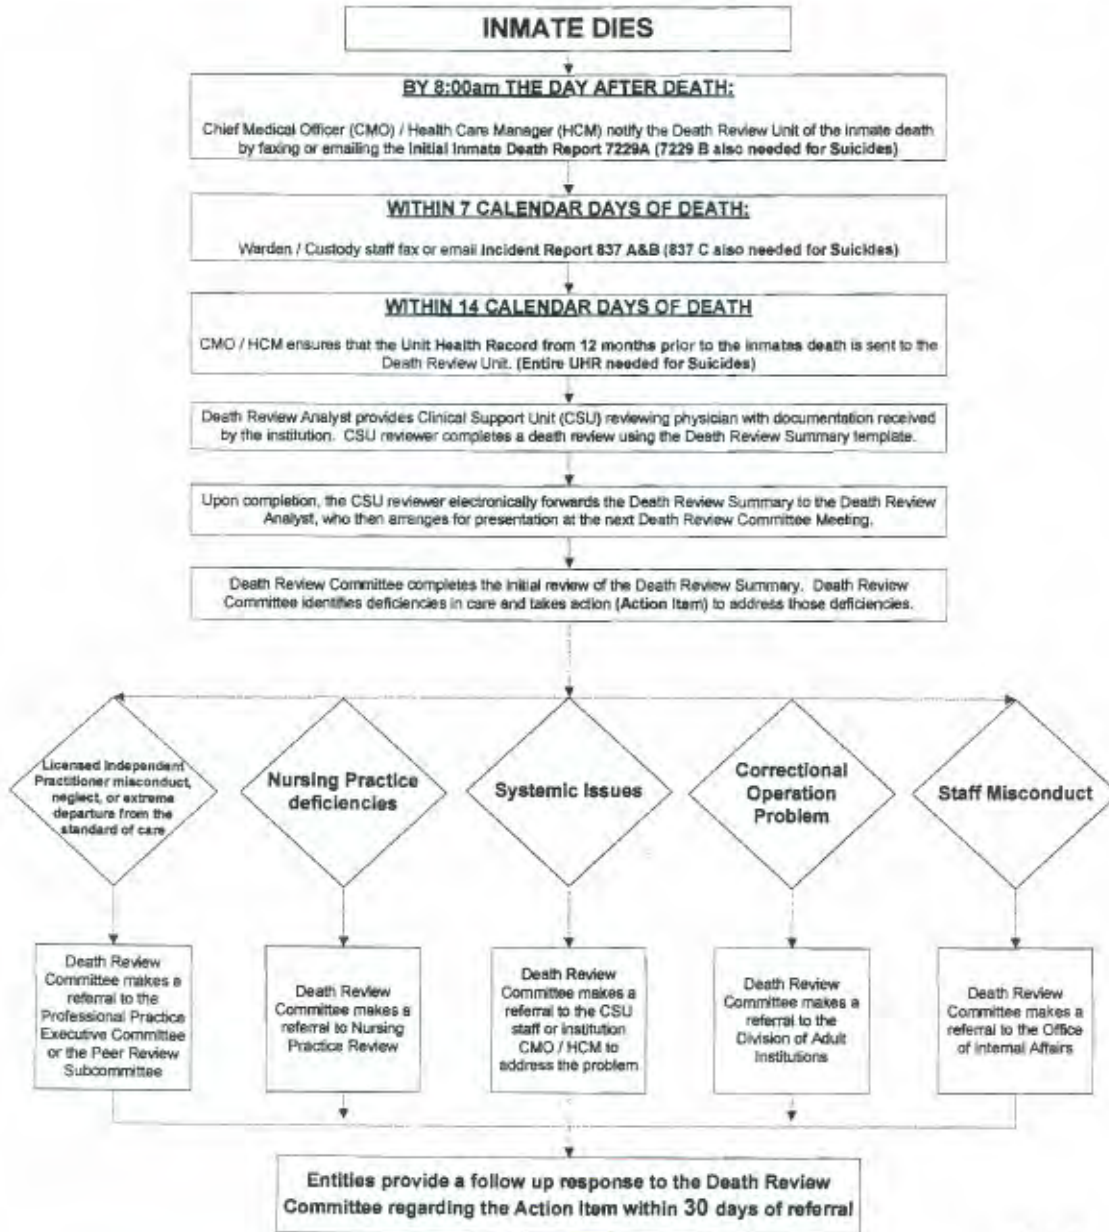 INMATE DIES
BY 8:00am THE DAY AFTER DEATH:
Chief Medical Officer (CMO) / Health Care Manager (HCM) notify the Death Review Unit of the inmate death
by faxing or emailing the Initial Inmate Death Report 7229A (7229 B also needed for Suicides)
WITHIN 7 CALENDAR DAYS OF DEATH:
Warden / Custody staff fax or email Incident Report 837 A&B (837 C also needed for Suicides)
WITHIN 14 CALENDAR DAYS OF DEATH
CMO / HCM ensures that the Unit Health Record from 12 months prior to the inmates death is sent to the
Death Review Unit. (Entire UHR needed for Suicides)
Death Review Analyst provides Clinical Support Unit (CSU) reviewing physician with documentation received
by the institution. CSU reviewer completes a death review using the Death Review Summary template.
Upon completion, the CSU reviewer electronically forwards the Death Review Summary to the Death Review
Analyst, who then arranges for presentation at the next Death Review Committee Meeting.
Death Review Committee completes the initial review of the Death Review Summary. Death Review
Committee identifies deficiencies in care and takes action (Action Item) to address those deficiencies.
Licensed Independent
Practitioner misconduct,
neglect, or extreme
departure from the
standard of care
Nursing Practice
deficiencies
Systemic Issues
Correctional
Operation
Problem
Staff Misconduct
Death Review
Committee makes a
referral to the
Professional Practice
Executive Committee
or the Peer Review
Subcommittee
Death Review
Committee makes a
referral to Nursing
Practice Review
Death Review
Committee makes a
referral to the CSU
staff or institution
CMO / HCM to
address the problem
Death Review
Committee makes a
referral to the
Division of Adult
Institutions
Death Review
Committee makes a
referral to the Office
of Internal Affairs
Entities provide a follow up response to the Death Review
Committee regarding the Action Item within 30 days of referral